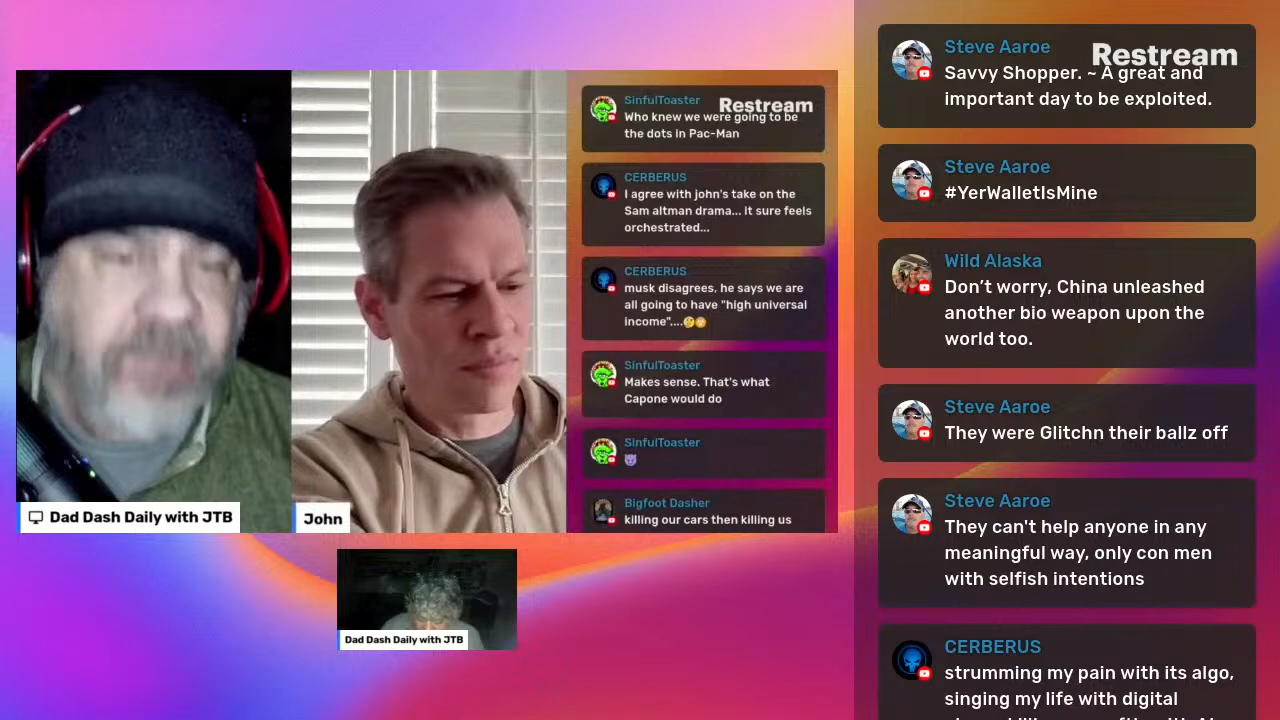 SinfulToaster
Restream
Who knew we were going to be
the dots in Pac-Man
CERBERUS
I agree with john's take on the
Sam altman drama... it sure feels
orchestrated...
CERBERUS
musk disagrees, he says we are
all going to have "high universal
income"....🤔😳
SinfulToaster
Makes sense. That's what
Capone would do
SinfulToaster
😈
Bigfoot Dasher
killing our cars then killing us
Dad Dash Daily with JTB
John
Dad Dash Daily with JTB
Steve Aaroe
Restream
Savvy Shopper. ~ A great and
important day to be exploited.
Steve Aaroe
#YerWalletIsMine
Wild Alaska
Don’t worry, China unleashed
another bio weapon upon the
world too.
Steve Aaroe
They were Glitchn their ballz off
Steve Aaroe
They can't help anyone in any
meaningful way, only con men
with selfish intentions
CERBERUS
strumming my pain with its algo,
singing my life with digital